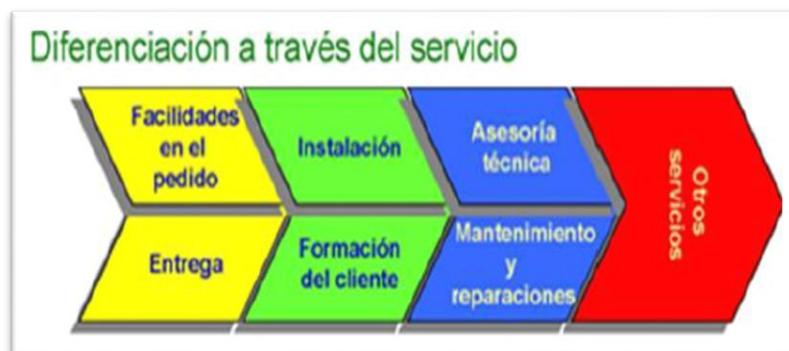 Diferenciación a través del servicio
Facilidades
en el
pedido
Instalación
Asesoría
técnica
Otros
servicios
Entrega
Formación
del cliente
Mantenimiento
y
reparaciones